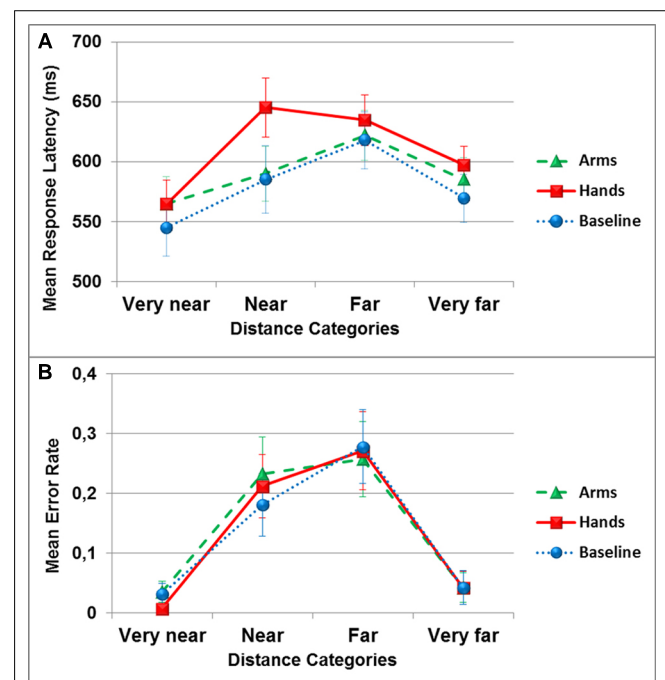 A
Mean Response Latency (ms)
700
650
600
550
500
Very near Near Far Very far
Distance Categories
Arms
Hands
Baseline
B
Mean Error Rate
0,4
0,3
0,2
0,1
0
Very near Near Far Very far
Distance Categories
Arms
Hands
Baseline